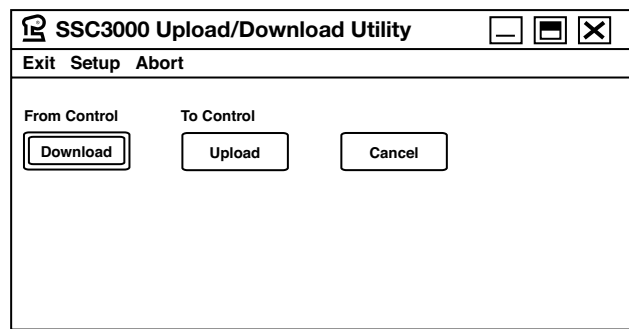 SSC3000 Upload/Download Utility
Exit Setup Abort
From Control To Control
Download Upload Cancel